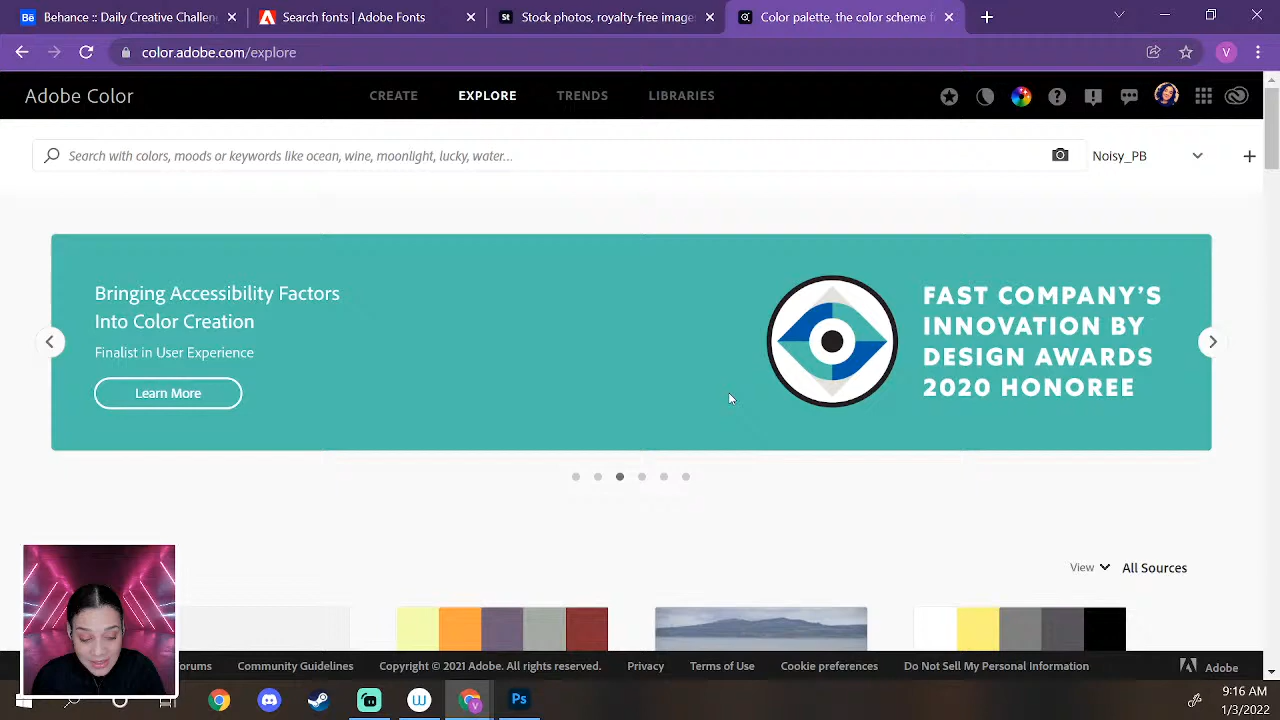 Behance - Daily Creative Challeng
Search fonts | Adobe Fonts
Stock photos, royalty-free image
Color palette, the color scheme f
color.adobe.com/explore
V
Adobe Color
CREATE
EXPLORE
TRENDS
LIBRARIES
Search with colors, moods or keywords like ocean, wine, moonlight, lucky, water...
Noisy_PB
Bringing Accessibility Factors
Into Color Creation
Finalist in User Experience
Learn More
FAST COMPANY'S
INNOVATION BY
DESIGN AWARDS
2020 HONOREE
View
All Sources
orums
Community Guidelines
Copyright © 2021 Adobe. All rights reserved.
Privacy
Terms of Use
Cookie preferences
Do Not Sell My Personal Information
Adobe
Ps
9:16 AM
1/3/2022